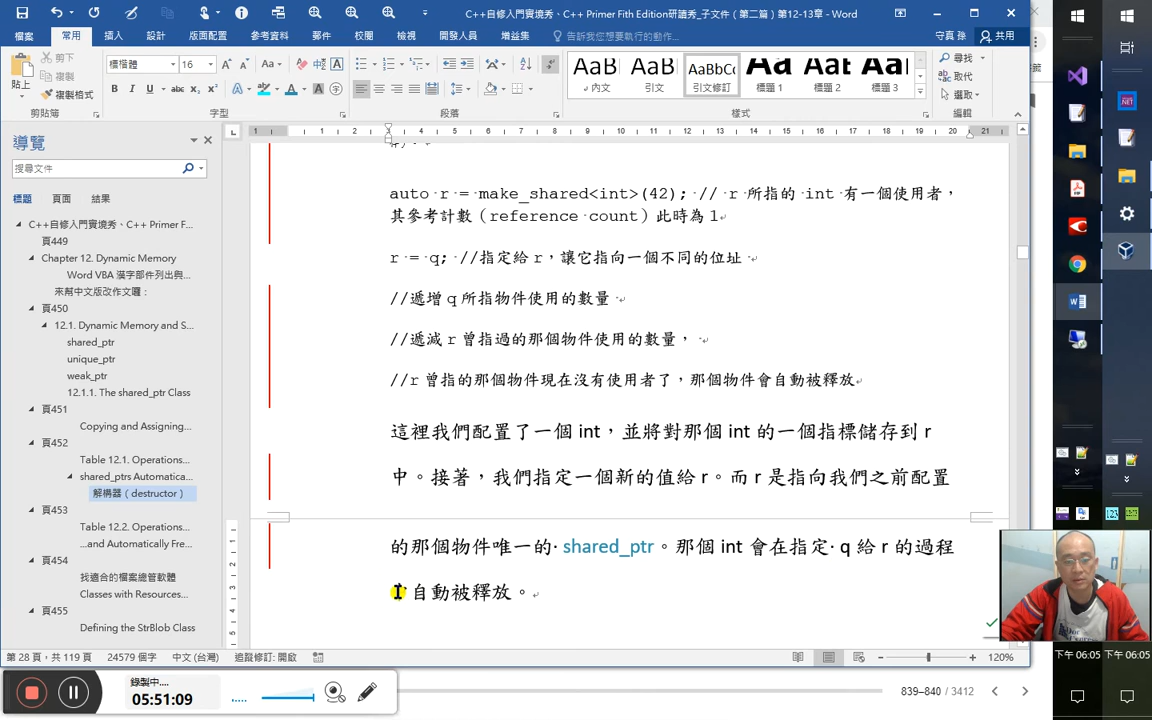 C++自修入門實境秀、C++ Primer Fith Edition研讀秀_子文件（第二篇）第12-13章 - Word
檔案 常用 插入 設計 版面配置 參考資料 郵件 校閱 檢視 開發人員 增益集 告訴我您想要執行的動作... 守真 孫 共用
貼上 剪下 複製 複製格式 標楷體 16 AaB AaB AaBbCc AaB AaBb AaB 尋找 取代 選取
↵內文 引文 引文修訂 標題 1 標題 2 標題 3
剪貼簿 字型 段落 樣式 編輯
導覽
搜尋文件
標題 頁面 結果
C++自修入門實境秀、C++ Primer F...
頁449
Chapter 12. Dynamic Memory
Word VBA 漢字部件列出與...
來幫中文版改作文囉：
頁450
12.1. Dynamic Memory and S...
shared_ptr
unique_ptr
weak_ptr
12.1.1. The shared_ptr Class
頁451
Copying and Assigning...
頁452
Table 12.1. Operations...
shared_ptrs Automatica...
解構器（destructor）
頁453
Table 12.2. Operations...
...and Automatically Fre...
頁454
找適合的檔案總管軟體
Classes with Resources...
頁455
Defining the StrBlob Class
auto r = make_shared<int>(42); // r 所指的 int 有一個使用者，
其參考計數（reference count）此時為 1
r = q; //指定給 r，讓它指向一個不同的位址
//遞增 q 所指物件使用的數量
//遞減 r 曾指過的那個物件使用的數量，
//r 曾指的那個物件現在沒有使用者了，那個物件會自動被釋放
這裡我們配置了一個 int，並將對那個 int 的一個指標儲存到 r
中。接著，我們指定一個新的值給 r。而 r 是指向我們之前配置
的那個物件唯一的 shared_ptr。那個 int 會在指定 q 給 r 的過程
自動被釋放。
第 28 頁，共 119 頁 24579 個字 中文 (台灣) 追蹤修訂: 開啟 120%
錄製中....
05:51:09
839–840 / 3412
下午 06:05 下午 06:05